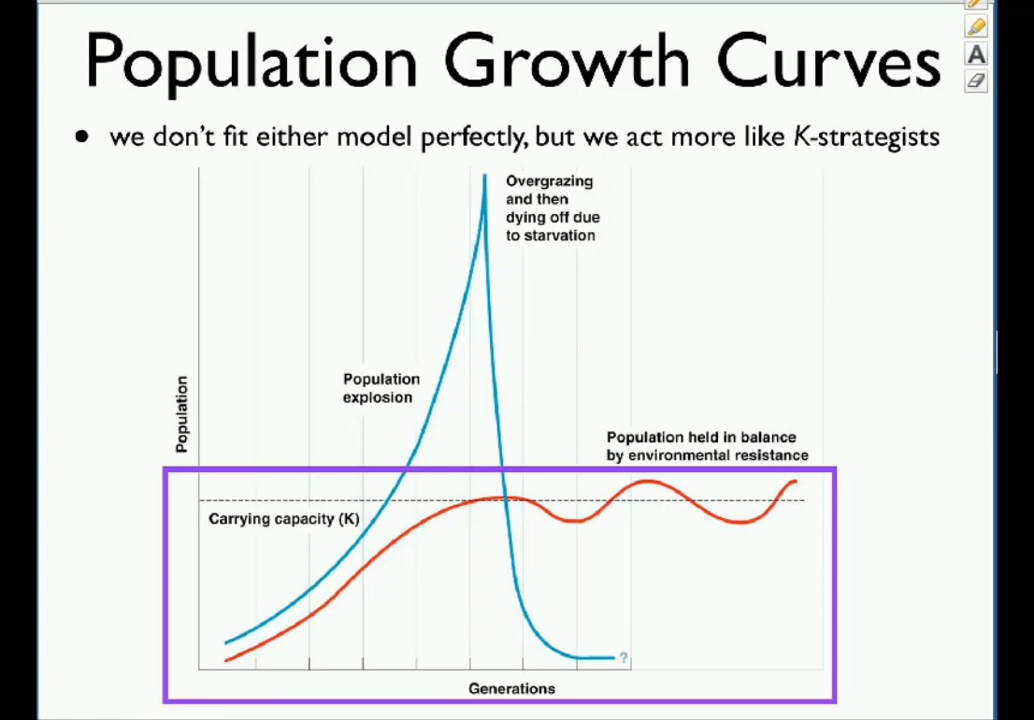 Population Growth Curves
A
• we don't fit either model perfectly, but we act more like K-strategists
Overgrazing
and then
dying off due
to starvation
Population
explosion
Population
Population held in balance
by environmental resistance
Carrying capacity (K)
?
Generations